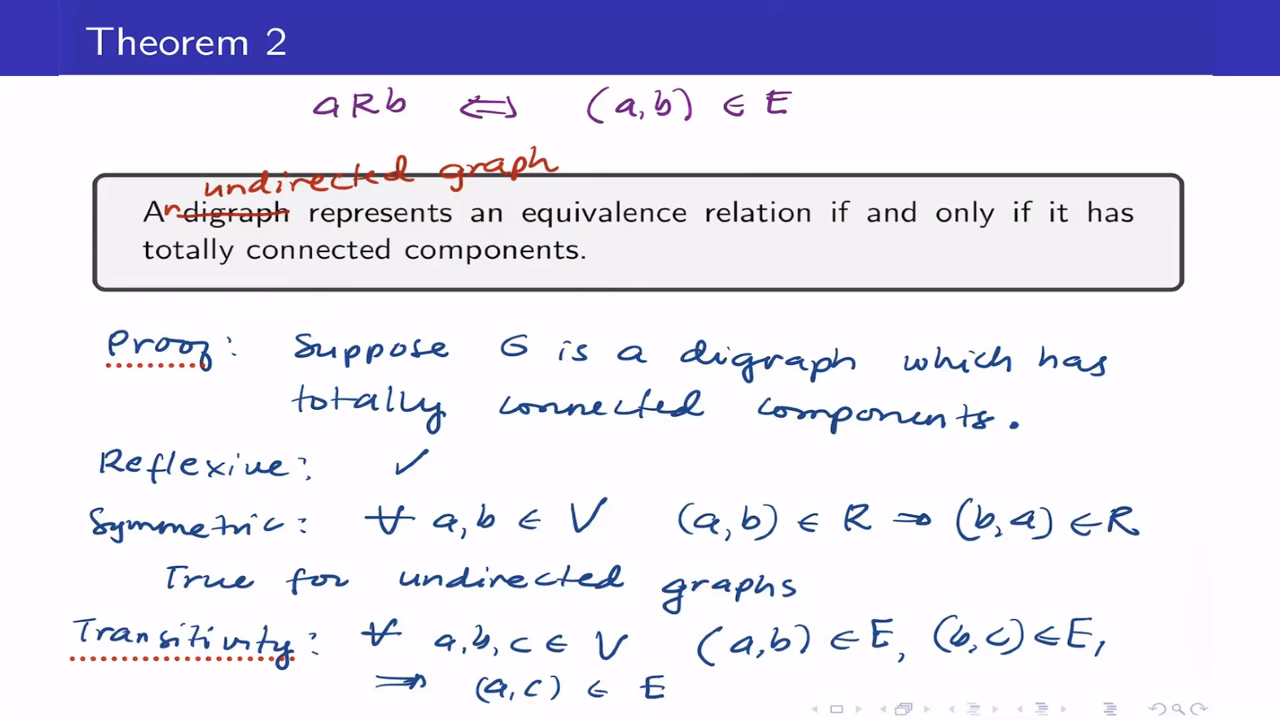 Theorem 2
aRb ⟺ (a,b) ∈ E
undirected graph
An digraph represents an equivalence relation if and only if it has
totally connected components.
Proof: Suppose G is a digraph which has
totally connected components.
Reflexive: ✓
Symmetric: ∀ a,b ∈ V (a,b) ∈ R ⇒ (b,a) ∈ R
True for undirected graphs
Transitivity: ∀ a,b,c ∈ V (a,b) ∈ E, (b,c) ∈ E,
⇒ (a,c) ∈ E